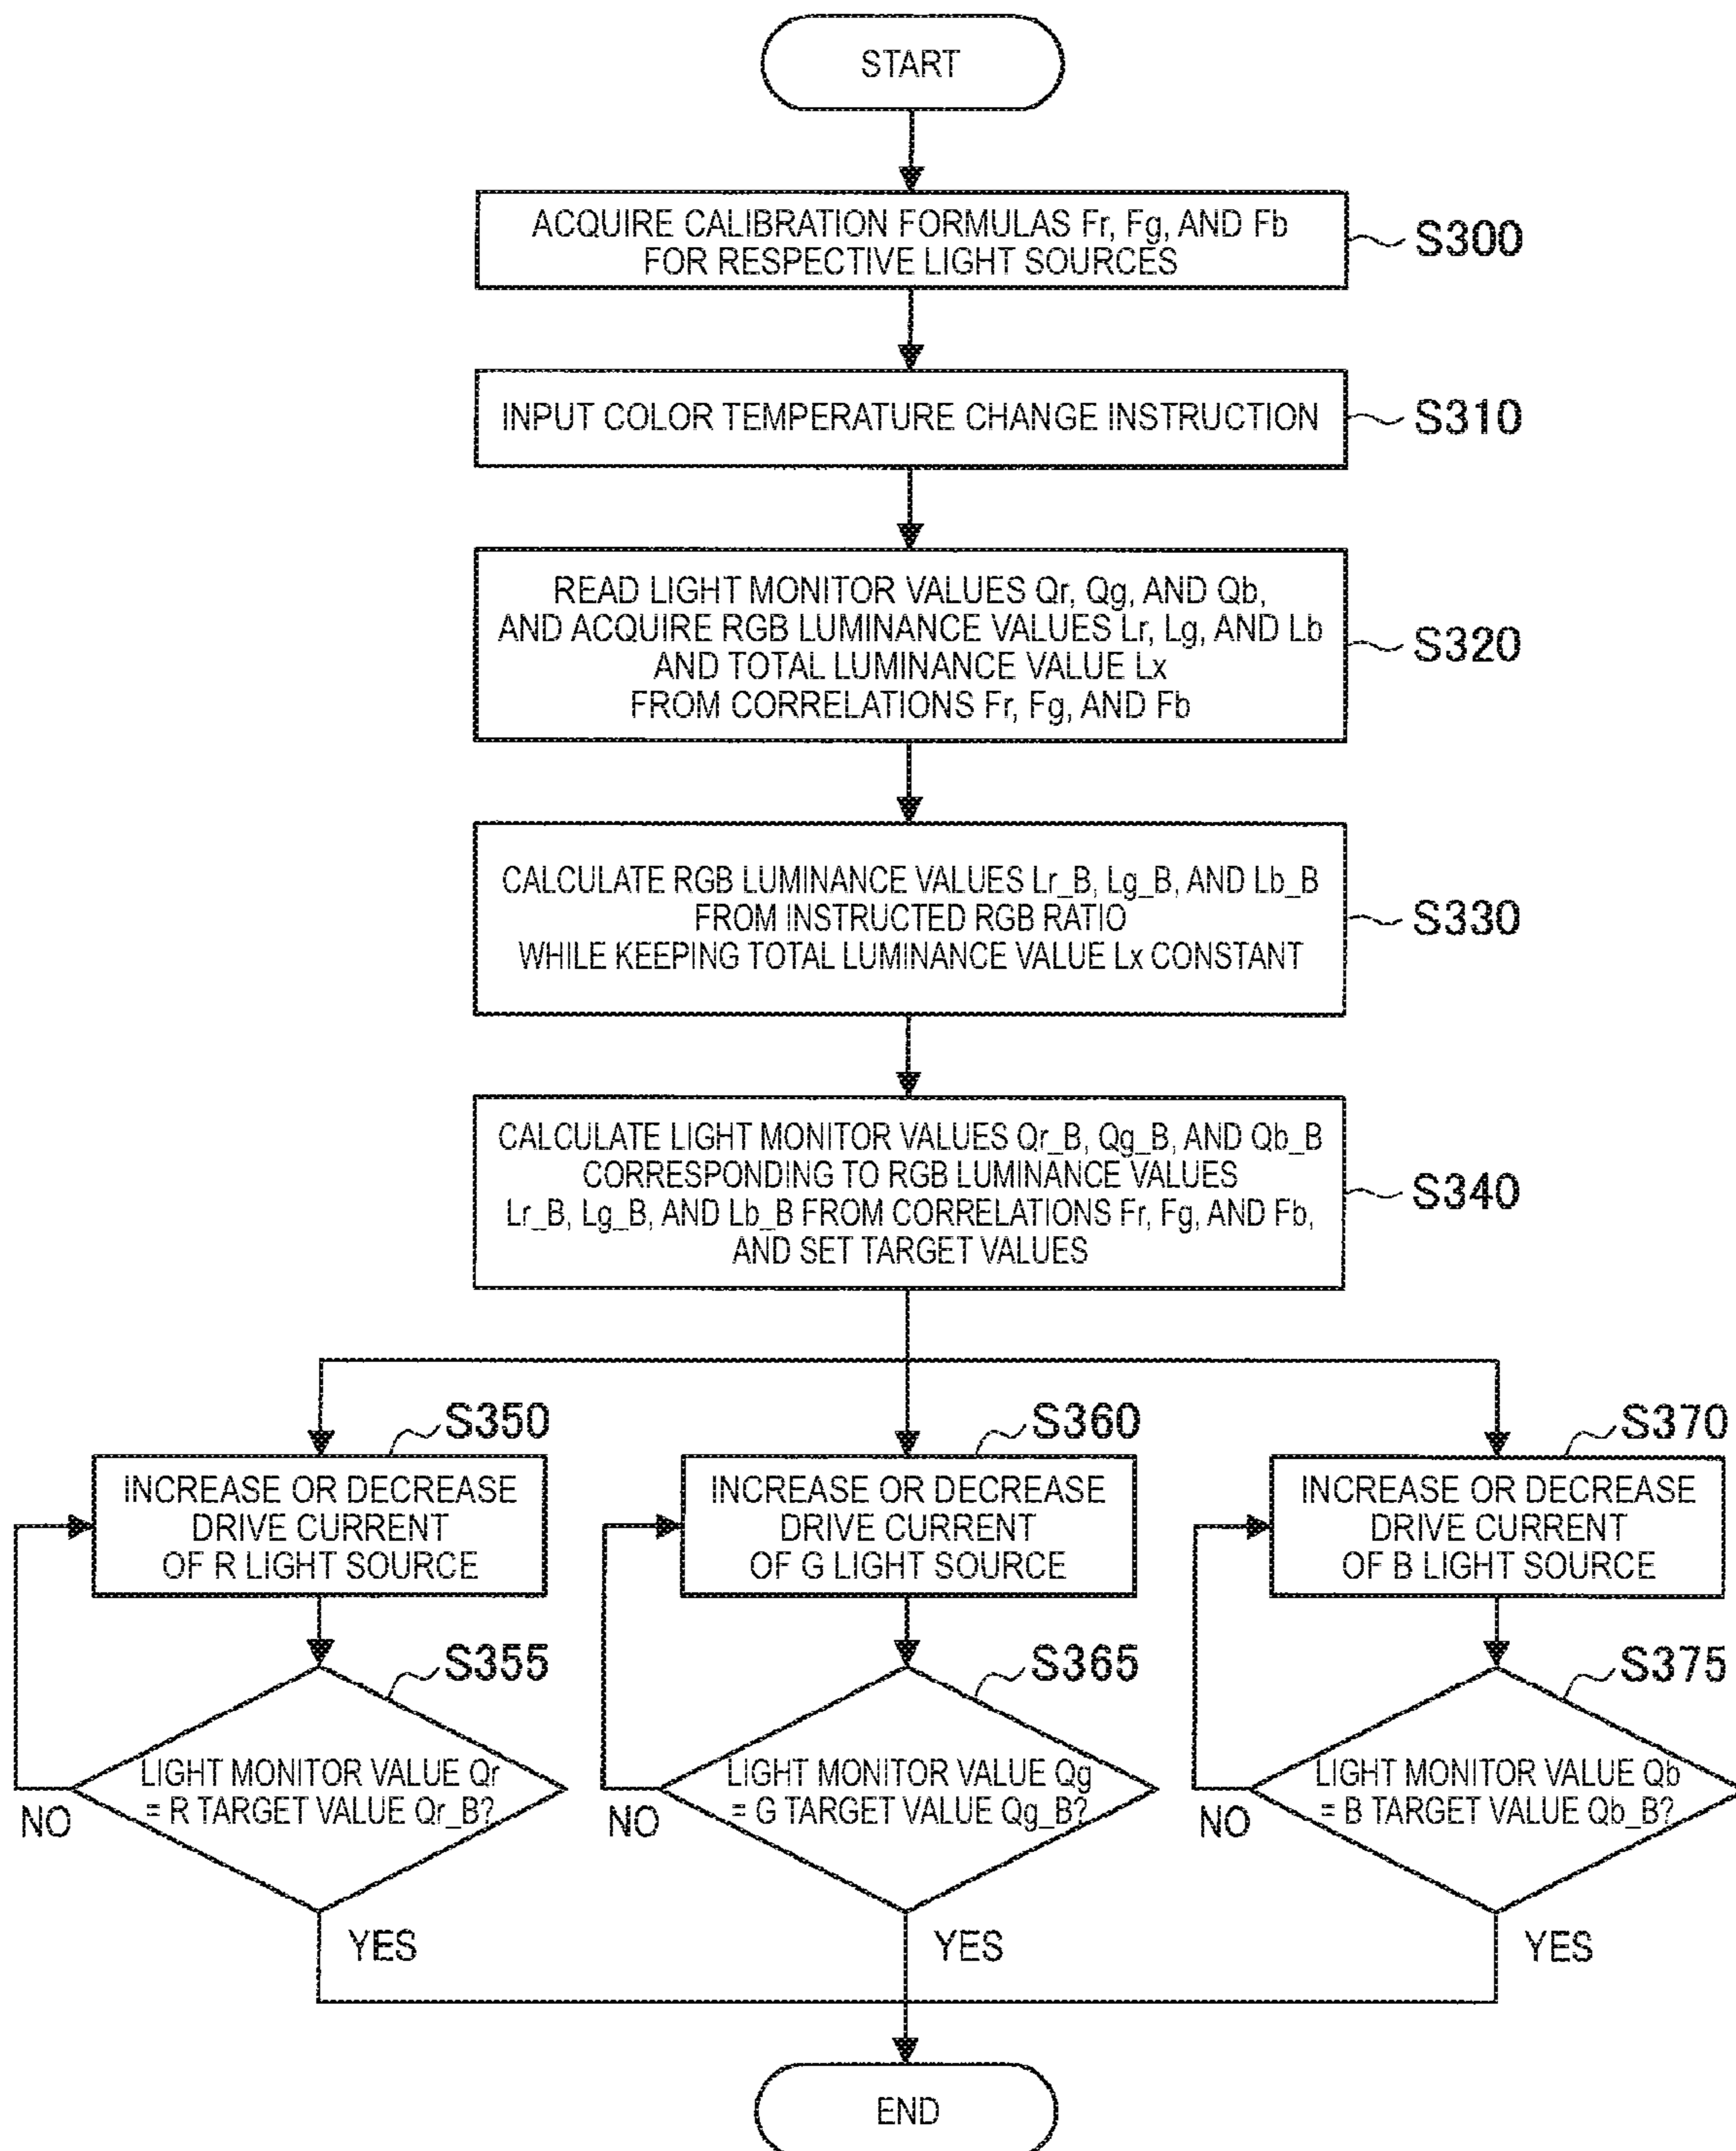 START
ACQUIRE CALIBRATION FORMULAS Fr, Fg, AND Fb
FOR RESPECTIVE LIGHT SOURCES
S300
INPUT COLOR TEMPERATURE CHANGE INSTRUCTION
S310
READ LIGHT MONITOR VALUES Qr, Qg, AND Qb,
AND ACQUIRE RGB LUMINANCE VALUES Lr, Lg, AND Lb
AND TOTAL LUMINANCE VALUE Lx
FROM CORRELATIONS Fr, Fg, AND Fb
S320
CALCULATE RGB LUMINANCE VALUES Lr_B, Lg_B, AND Lb_B
FROM INSTRUCTED RGB RATIO
WHILE KEEPING TOTAL LUMINANCE VALUE Lx CONSTANT
S330
CALCULATE LIGHT MONITOR VALUES Qr_B, Qg_B, AND Qb_B
CORRESPONDING TO RGB LUMINANCE VALUES
Lr_B, Lg_B, AND Lb_B FROM CORRELATIONS Fr, Fg, AND Fb,
AND SET TARGET VALUES
S340
S350
INCREASE OR DECREASE
DRIVE CURRENT
OF R LIGHT SOURCE
S355
LIGHT MONITOR VALUE Qr
= R TARGET VALUE Qr_B?
NO
YES
S360
INCREASE OR DECREASE
DRIVE CURRENT
OF G LIGHT SOURCE
S365
LIGHT MONITOR VALUE Qg
= G TARGET VALUE Qg_B?
NO
YES
S370
INCREASE OR DECREASE
DRIVE CURRENT
OF B LIGHT SOURCE
S375
LIGHT MONITOR VALUE Qb
= B TARGET VALUE Qb_B?
NO
YES
END